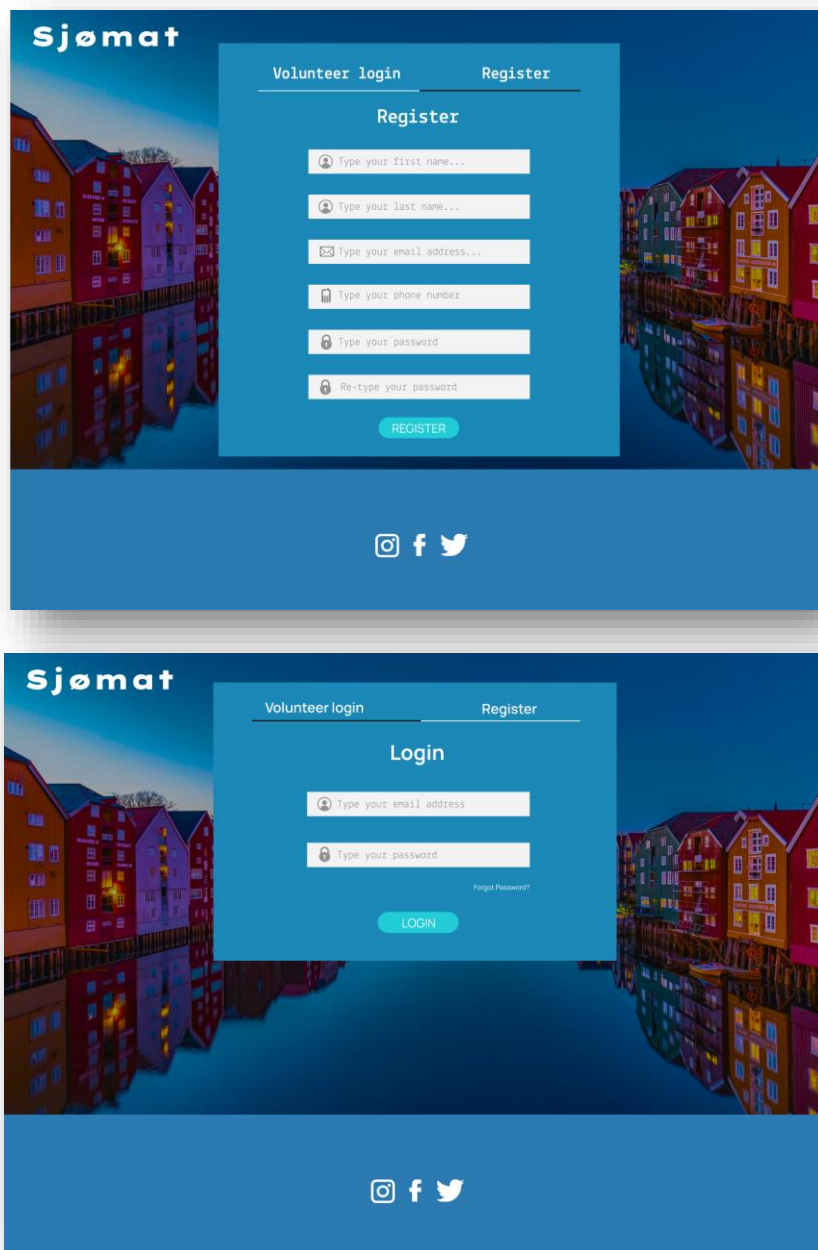 Sjømat
Volunteer login Register
Register
Type your first name...
Type your last name...
Type your email address...
Type your phone number
Type your password
Re-type your password
REGISTER
Sjømat
Volunteer login Register
Login
Type your email address
Type your password
Forgot Password?
LOGIN